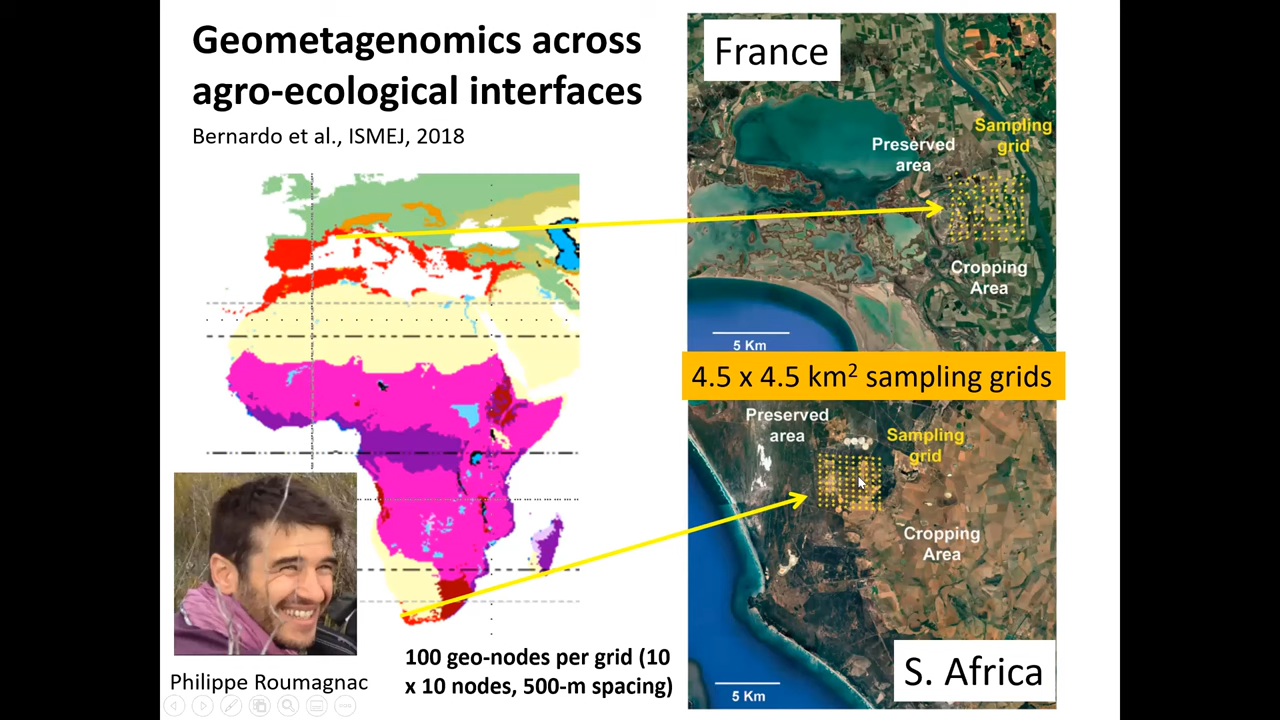 Geometagenomics across
agro-ecological interfaces
Bernardo et al., ISMEJ, 2018
Philippe Roumagnac
100 geo-nodes per grid (10
x 10 nodes, 500-m spacing)
France
Sampling
grid
Preserved
area
Cropping
Area
5 Km
4.5 x 4.5 km² sampling grids
Preserved
area
Sampling
grid
Cropping
Area
S. Africa
5 Km